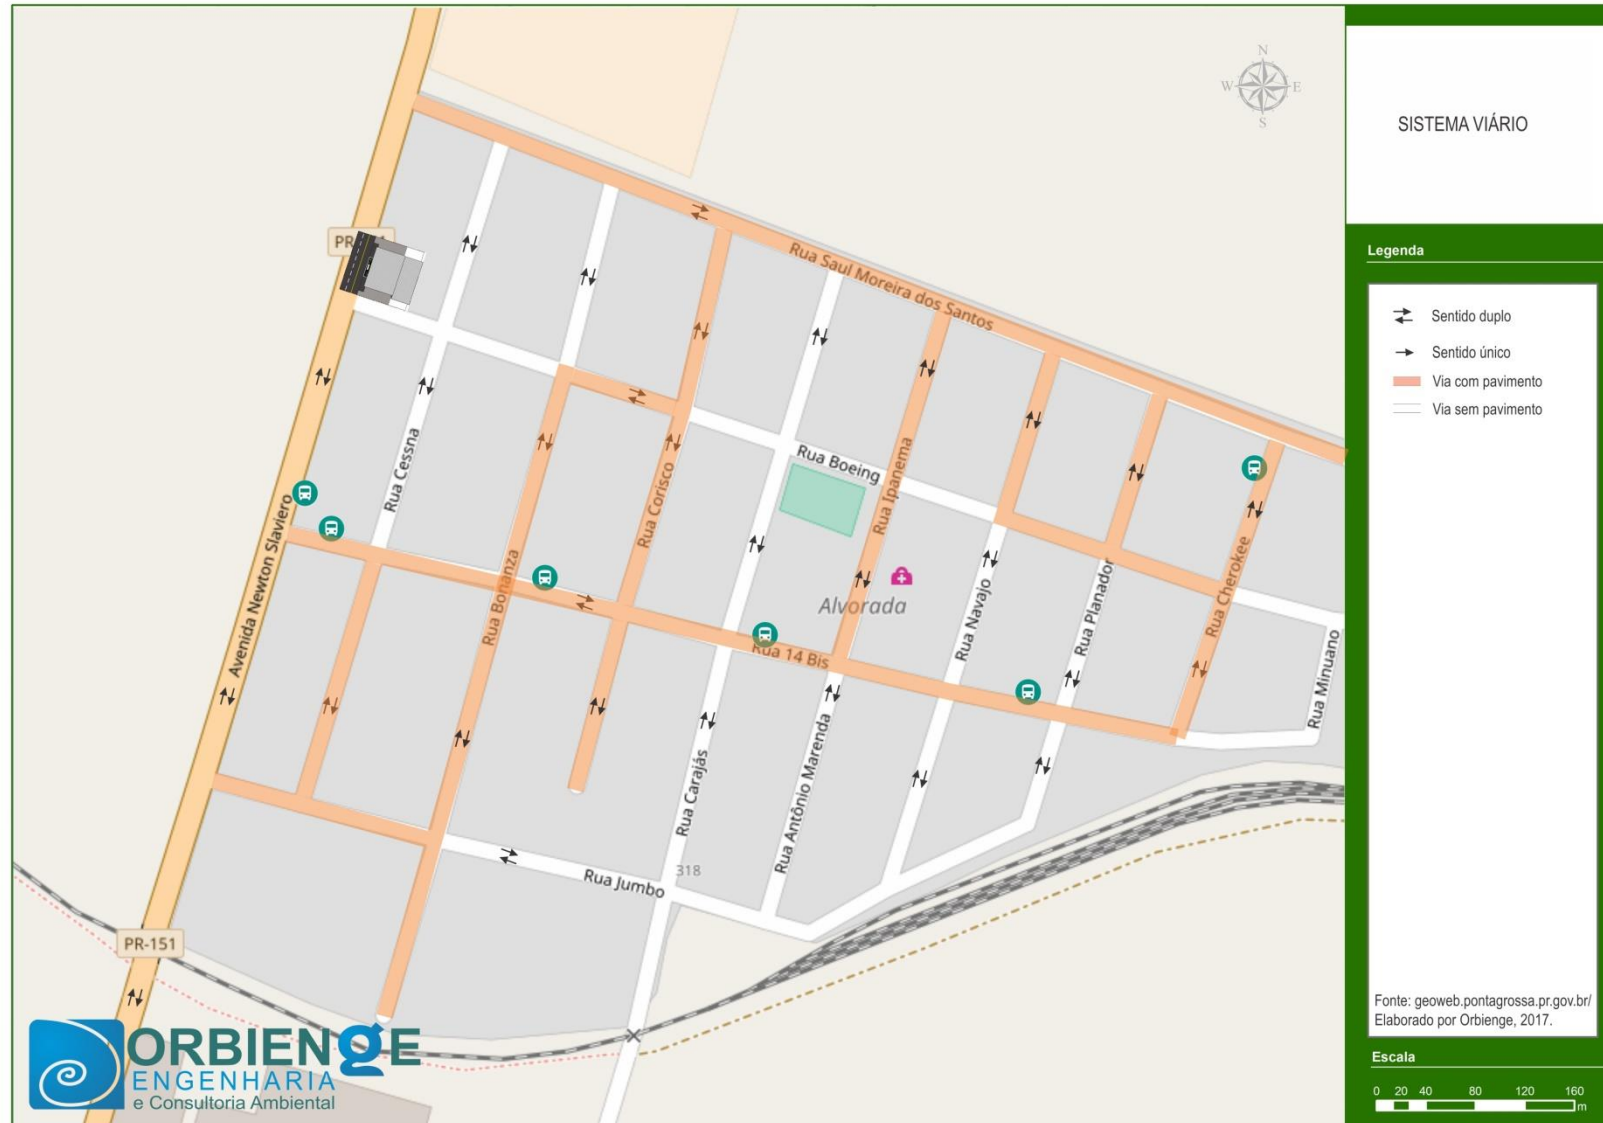 N
W
E
S
SISTEMA VIÁRIO
Legenda
Sentido duplo
Sentido único
Via com pavimento
Via sem pavimento
PR-
Rua Saul Moreira dos Santos
Rua Cessna
Rua Boeing
Rua Ipanema
Rua Corisco
Avenida Newton Slaviero
Rua Bonanza
Alvorada
Rua 14 Bis
Rua Navajo
Rua Planador
Rua Cherokee
Rua Minuano
Rua Carajás
Rua Antônio Marenda
318
Rua Jumbo
PR-151
ORBIENGE
ENGENHARIA
e Consultoria Ambiental
Fonte: geoweb.pontagrossa.pr.gov.br/
Elaborado por Orbienge, 2017.
Escala
0 20 40 80 120 160
m